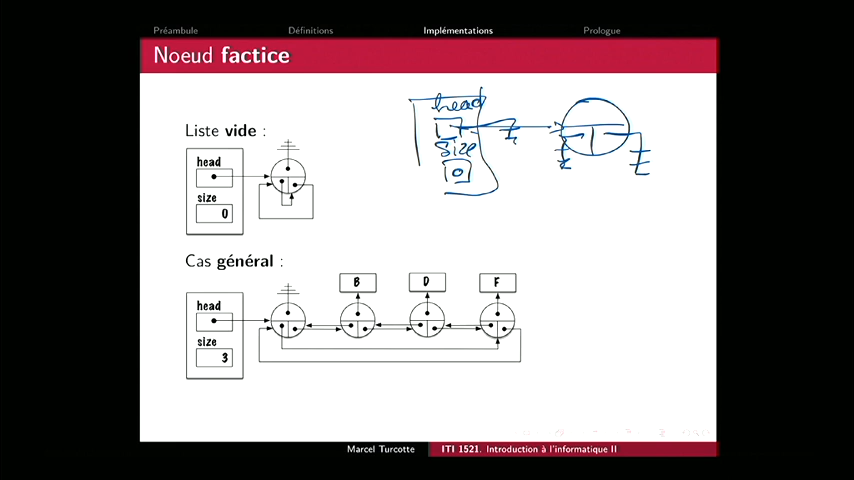 Préambule Définitions Implémentations Prologue
Noeud factice
head
size
0
Liste vide :
head
size
0
Cas général :
B D F
head
size
3
Marcel Turcotte ITI 1521. Introduction à l'informatique II